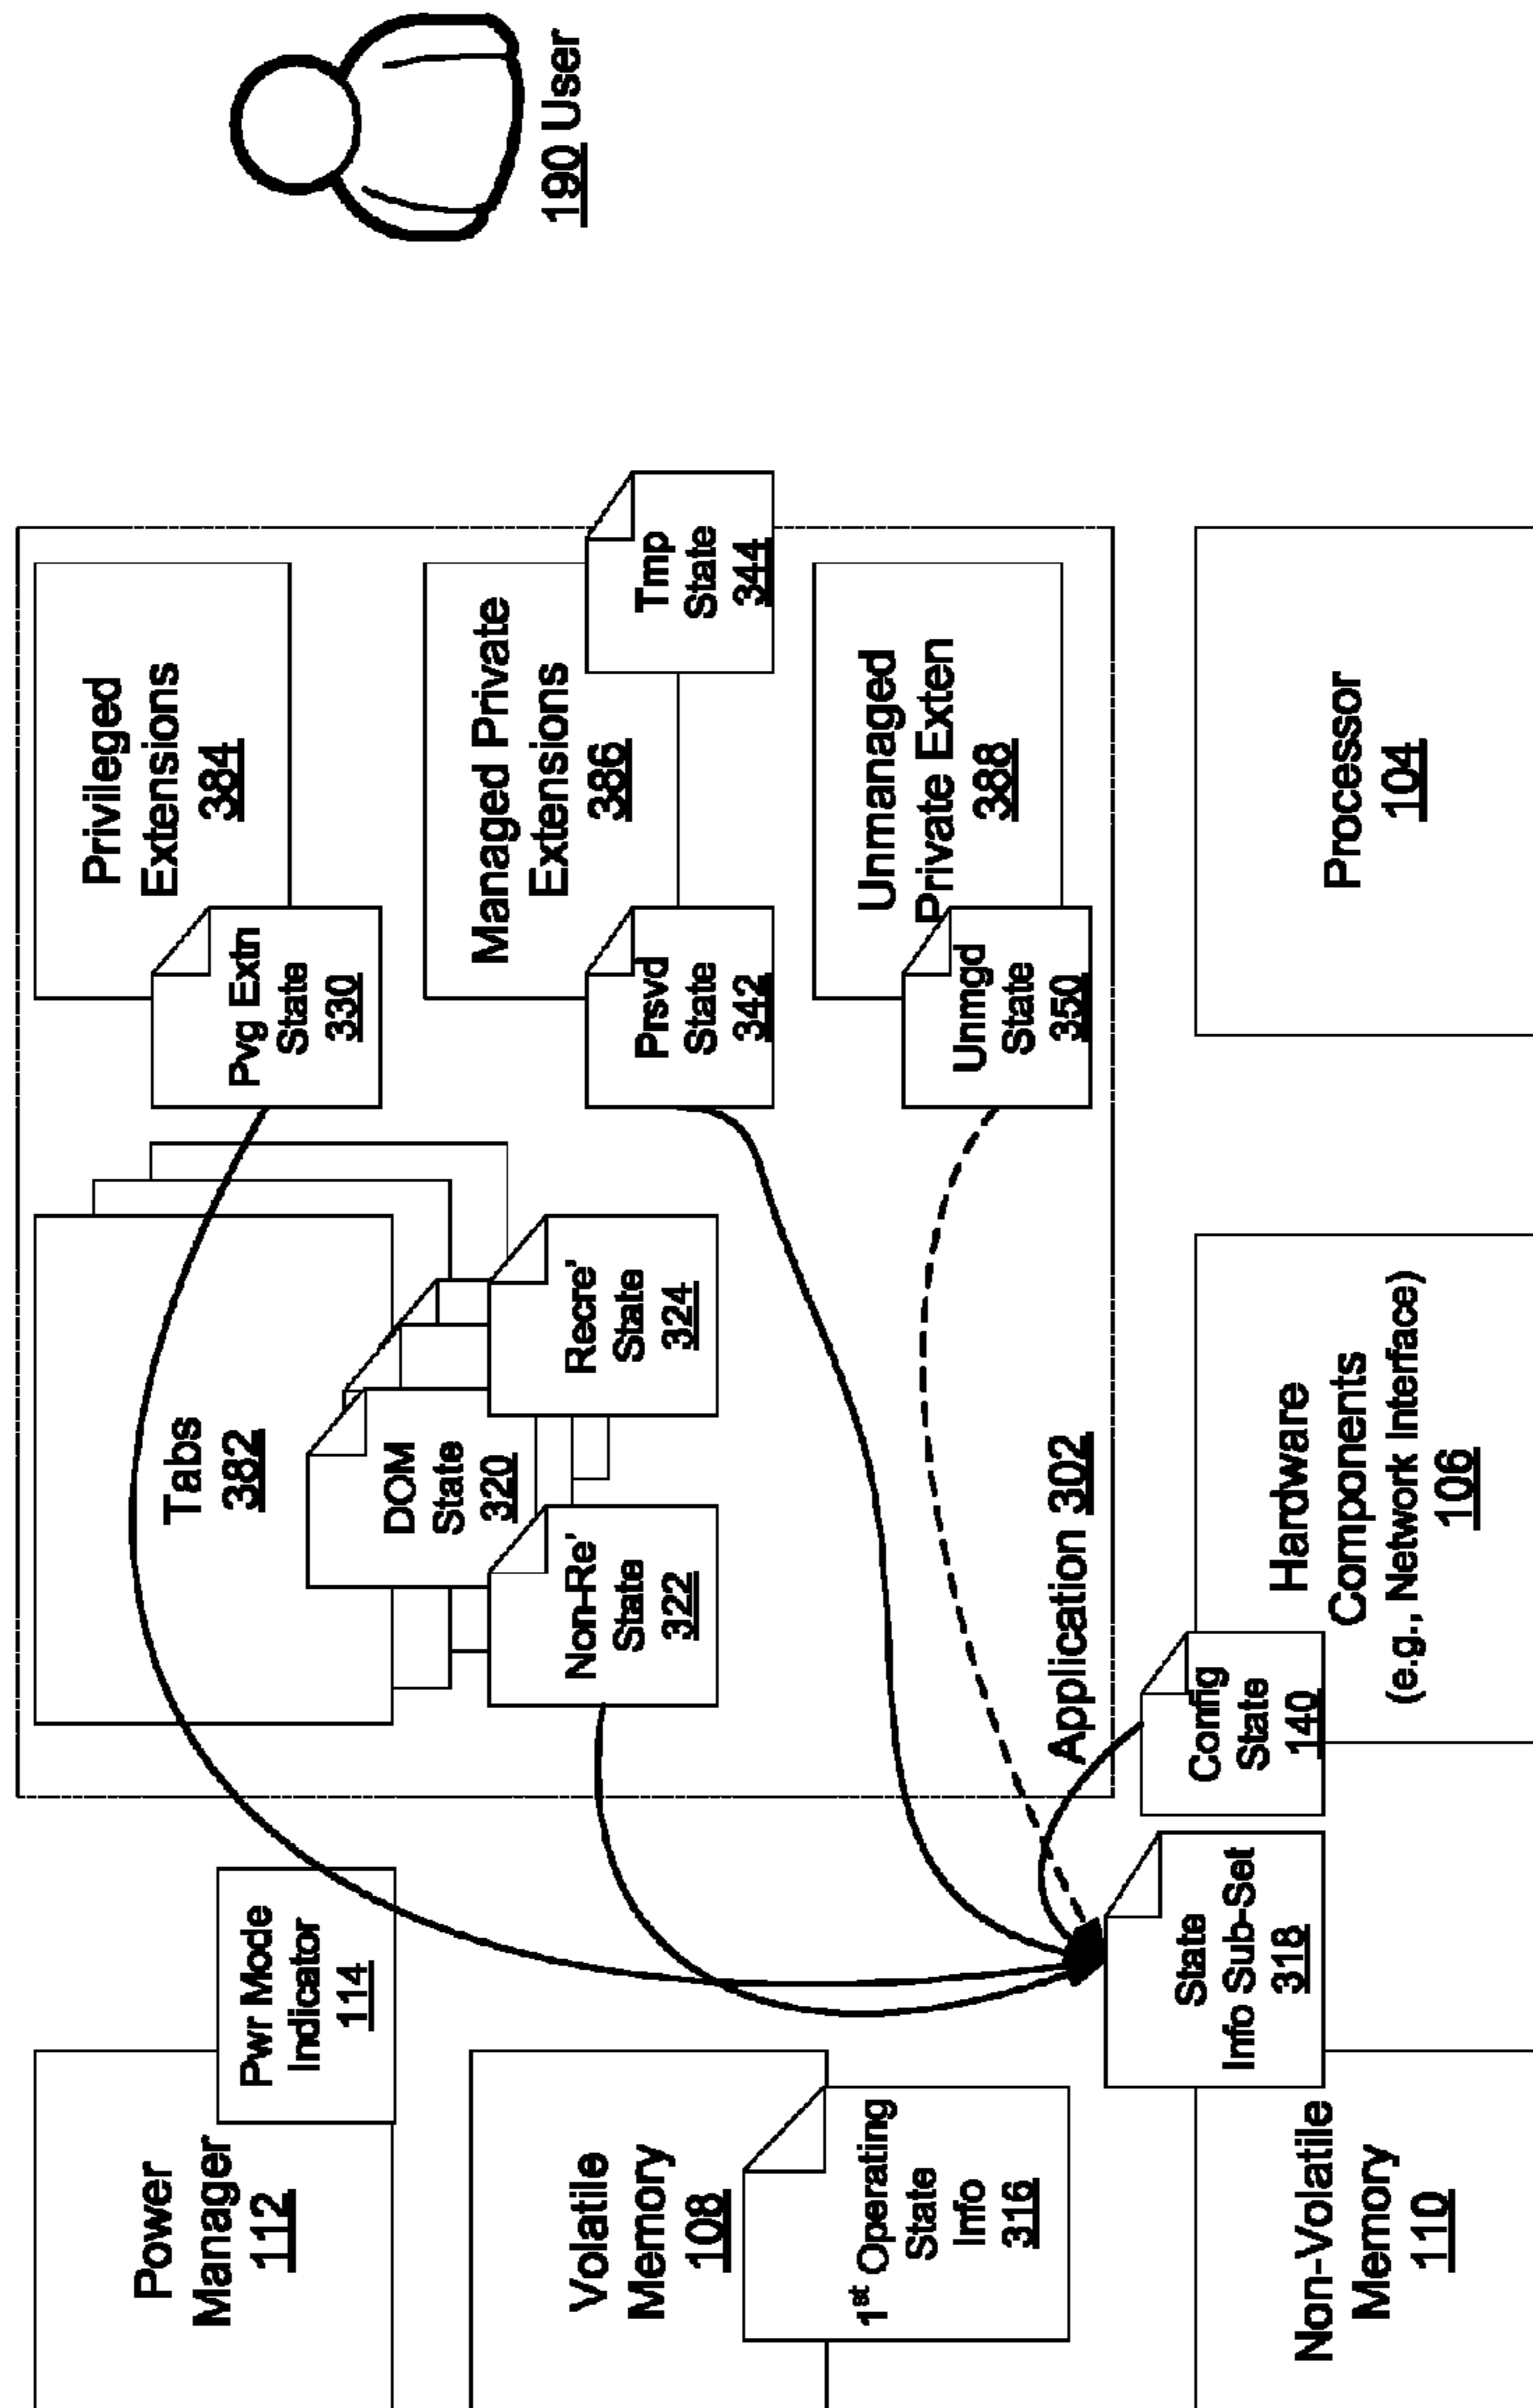 Power
Manager
112
Pwr Mode
Indicator
114
Tabs
382
DOM
State
320
Non-Re'
State
322
Recre'
State
324
Privileged
Extensions
384
Pvg Extn
State
330
Managed Private
Extensions
386
Prsvd
State
342
Tmp
State
344
Unmanaged
Private Exten
388
Unmgd
State
350
Application 302
190 User
Volatile
Memory
108
1st Operating
State
Info
316
Non-Volatile
Memory
110
State
Info Sub-Set
318
Config
State
140
Hardware
Components
(e.g., Network Interface)
106
Processor
104